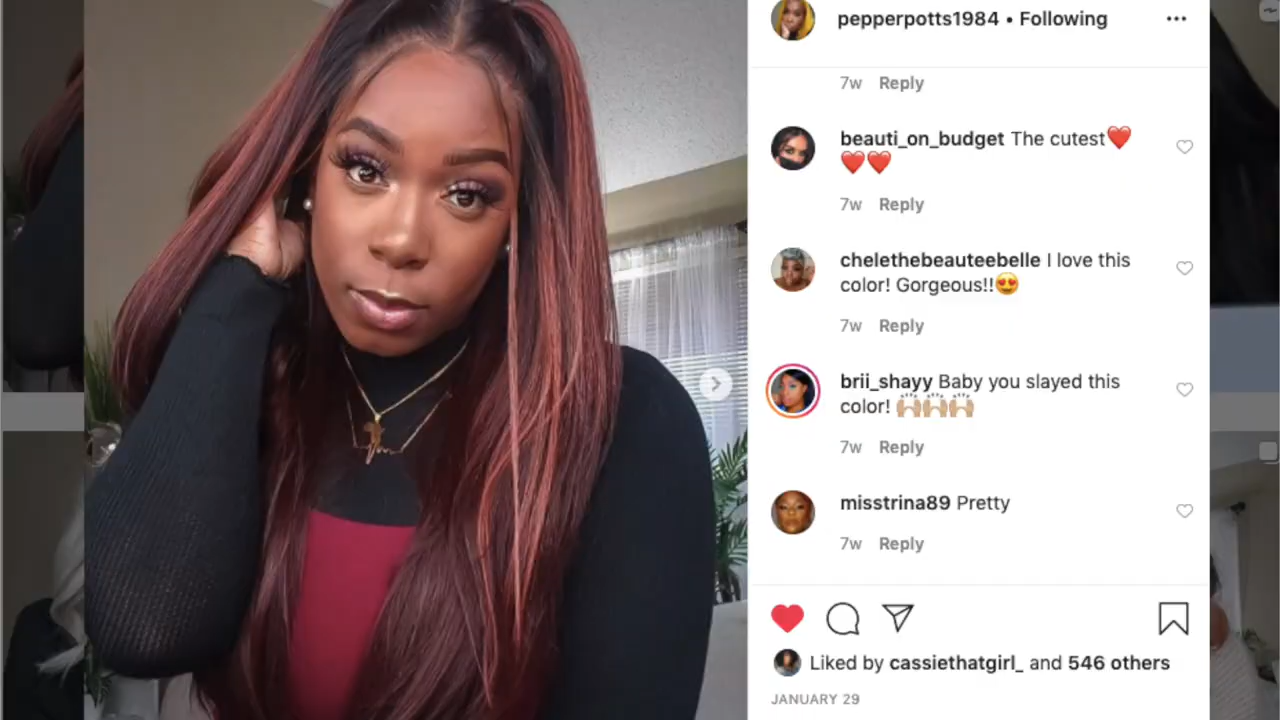 pepperpotts1984 • Following
7w Reply
beauti_on_budget The cutest❤️
❤️❤️
7w Reply
chelethebeauteebelle I love this
color! Gorgeous!!😍
7w Reply
brii_shayy Baby you slayed this
color! 🙌🏼🙌🏼🙌🏼
7w Reply
misstrina89 Pretty
7w Reply
Liked by cassiethatgirl_ and 546 others
JANUARY 29